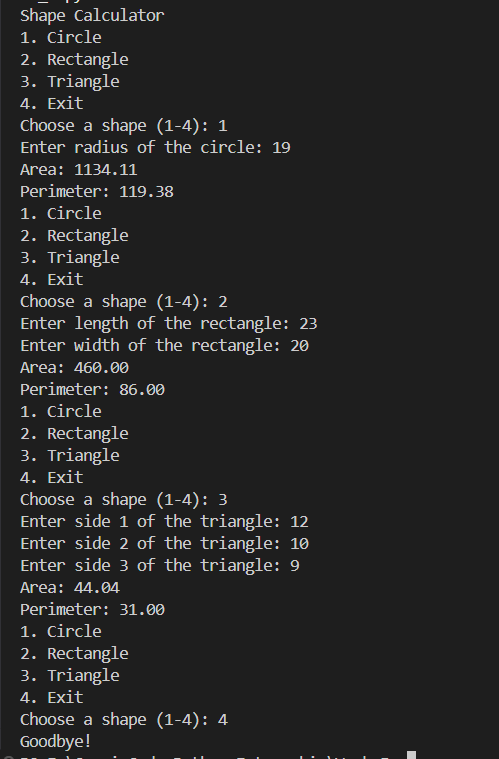 Shape Calculator
1. Circle
2. Rectangle
3. Triangle
4. Exit
Choose a shape (1-4): 1
Enter radius of the circle: 19
Area: 1134.11
Perimeter: 119.38
1. Circle
2. Rectangle
3. Triangle
4. Exit
Choose a shape (1-4): 2
Enter length of the rectangle: 23
Enter width of the rectangle: 20
Area: 460.00
Perimeter: 86.00
1. Circle
2. Rectangle
3. Triangle
4. Exit
Choose a shape (1-4): 3
Enter side 1 of the triangle: 12
Enter side 2 of the triangle: 10
Enter side 3 of the triangle: 9
Area: 44.04
Perimeter: 31.00
1. Circle
2. Rectangle
3. Triangle
4. Exit
Choose a shape (1-4): 4
Goodbye!